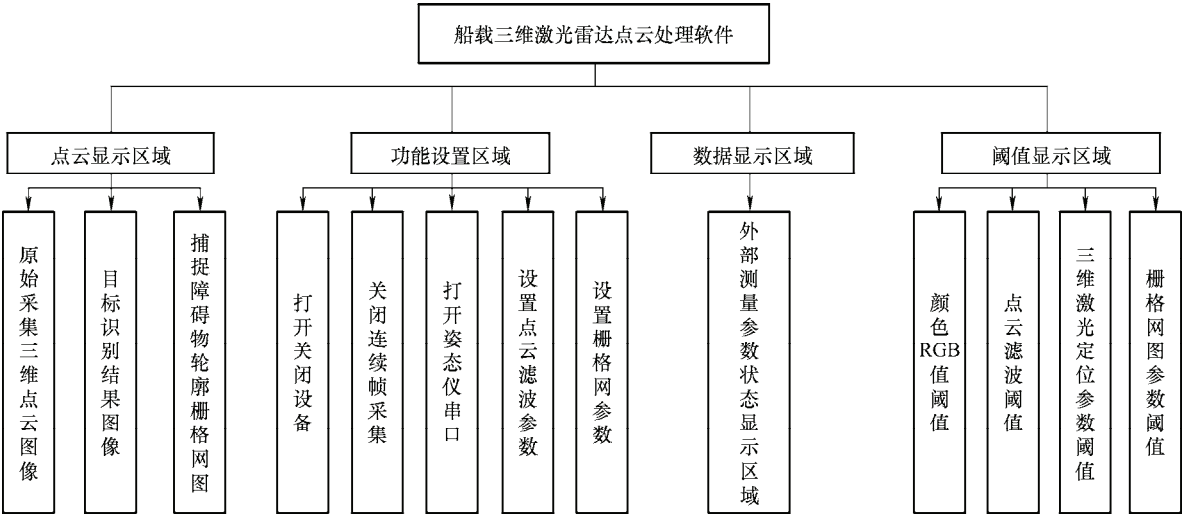 船载三维激光雷达点云处理软件
点云显示区域
功能设置区域
数据显示区域
阈值显示区域
原始采集三维点云图像
目标识别结果图像
捕捉障碍物轮廓栅格网图
打开关闭设备
关闭连续帧采集
打开姿态仪串口
设置点云滤波参数
设置栅格网参数
外部测量参数状态显示区域
颜色RGB值阈值
点云滤波阈值
三维激光定位参数阈值
栅格网图参数阈值